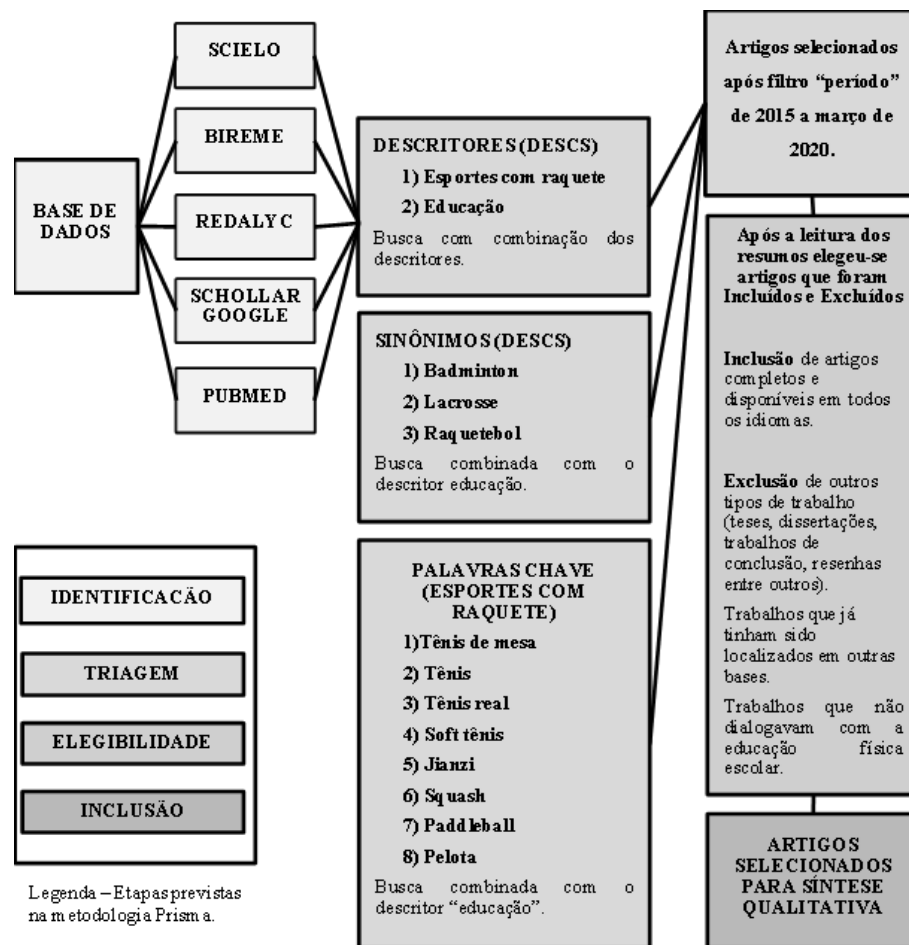 BASE DE
DADOS
SCIELO
BIREME
REDALYC
SCHOLLAR
GOOGLE
PUBMED
DESCRITORES (DESCS)
1) Esportes com raquete
2) Educação
Busca com combinação dos
descritores.
SINÔNIMOS (DESCS)
1) Badminton
2) Lacrosse
3) Raquetebol
Busca combinada com o
descritor educação.
PALAVRAS CHAVE
(ESPORTES COM
RAQUETE)
1)Tênis de mesa
2) Tênis
3) Tênis real
4) Soft tênis
5) Jianzi
6) Squash
7) Paddleball
8) Pelota
Busca combinada com o
descritor “educação”.
Artigos selecionados
após filtro “período”
de 2015 a março de
2020.
Após a leitura dos
resumos elegeu-se
artigos que foram
Incluídos e Excluídos
Inclusão de artigos
completos e
disponíveis em todos
os idiomas.
Exclusão de outros
tipos de trabalho
(teses, dissertações,
trabalhos de
conclusão, resenhas
entre outros).
Trabalhos que já
tinham sido
localizados em outras
bases.
Trabalhos que não
dialogavam com a
educação física
escolar.
ARTIGOS
SELECIONADOS
PARA SÍNTESE
QUALITATIVA
IDENTIFICACÃO
TRIAGEM
ELEGIBILIDADE
INCLUSÃO
Legenda – Etapas previstas
na metodologia Prisma.